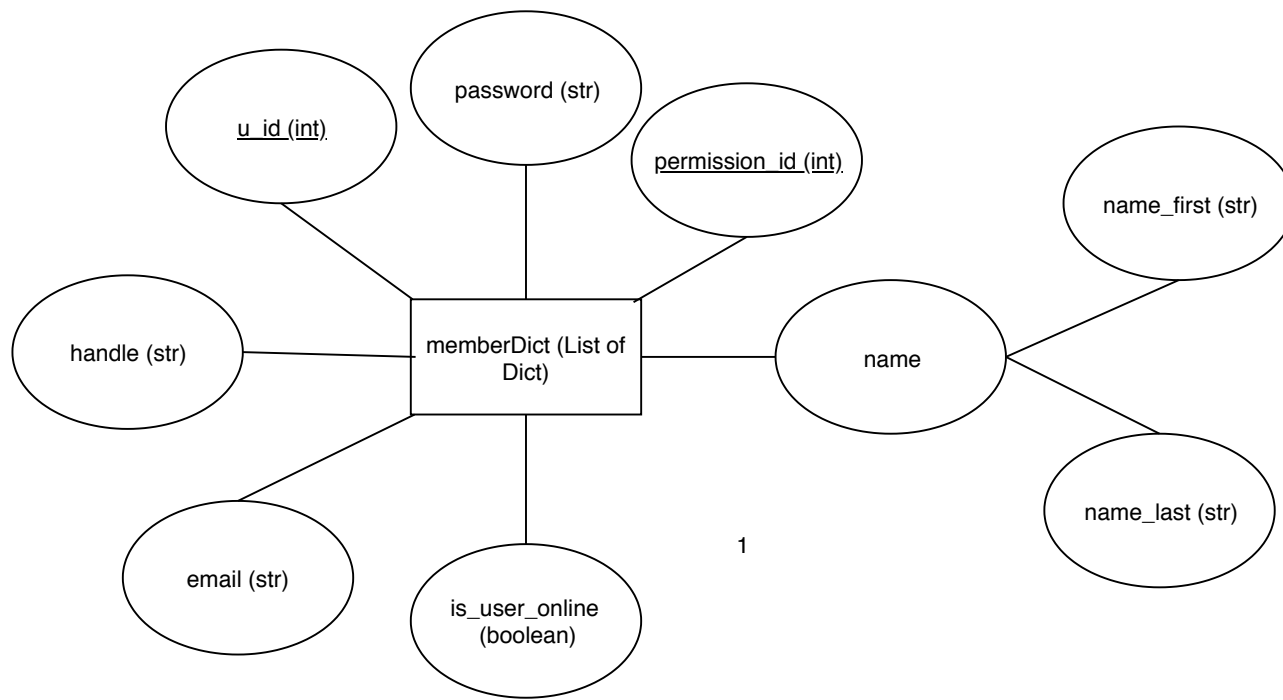 password (str)
u_id (int)
permission_id (int)
name_first (str)
handle (str)
memberDict (List of
Dict)
name
name_last (str)
1
email (str)
is_user_online
(boolean)